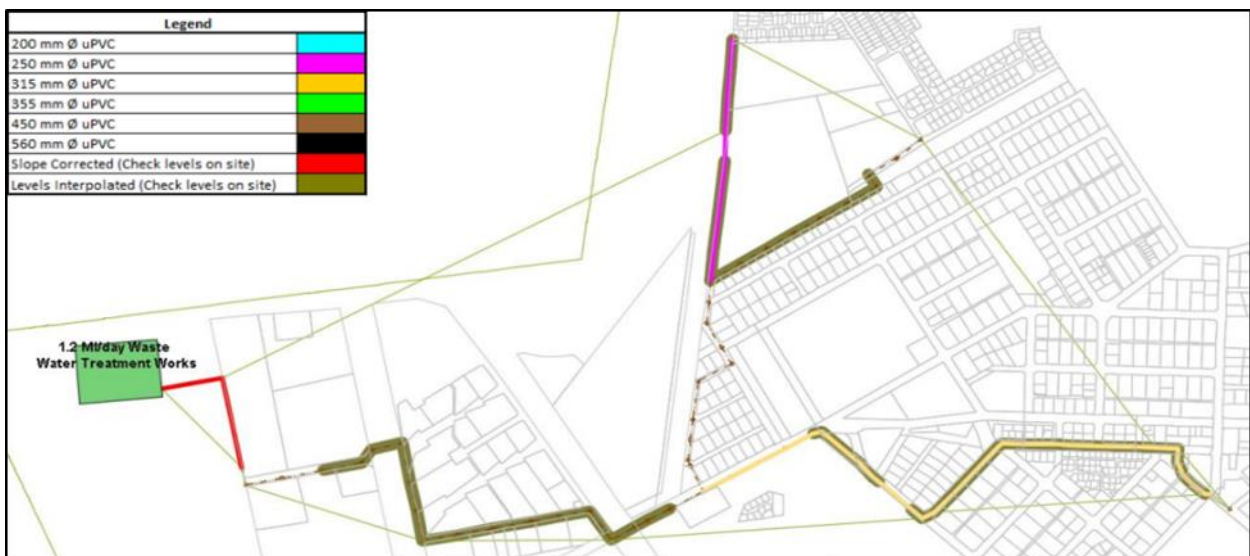 Legend
200 mm Ø uPVC
250 mm Ø uPVC
315 mm Ø uPVC
355 mm Ø uPVC
450 mm Ø uPVC
560 mm Ø uPVC
Slope Corrected (Check levels on site)
Levels Interpolated (Check levels on site)
1.2 Ml/day Waste
Water Treatment Works